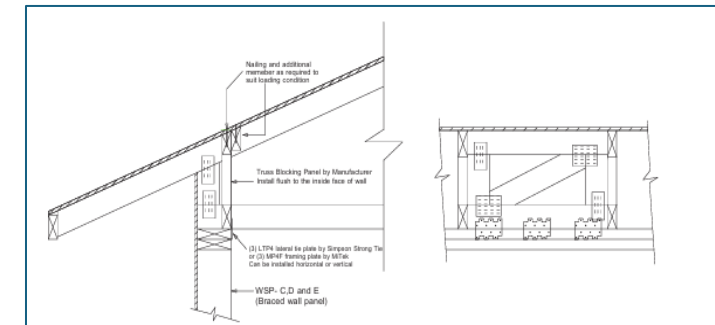 Nailing and additional
memeber as required to
suit loading condition
Truss Blocking Panel by Manufacturer
Install flush to the inside face of wall
(3) LTP4 lateral tie plate by Simpson Strong Tie
or (3) MP4F framing plate by MiTek
Can be installed horizontal or vertical
WSP- C,D and E
(Braced wall panel)